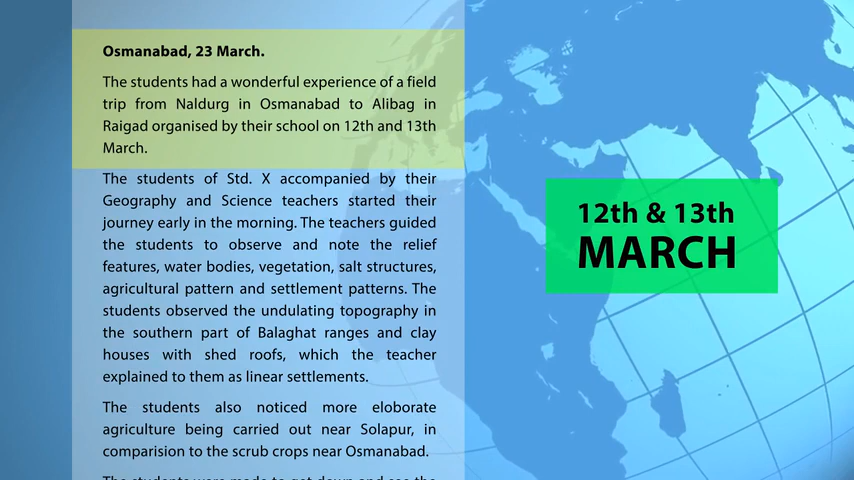 Osmanabad, 23 March.
The students had a wonderful experience of a field
trip from Naldurg in Osmanabad to Alibag in
Raigad organised by their school on 12th and 13th
March.
The students of Std. X accompanied by their
Geography and Science teachers started their
journey early in the morning. The teachers guided
the students to observe and note the relief
features, water bodies, vegetation, salt structures,
agricultural pattern and settlement patterns. The
students observed the undulating topography in
the southern part of Balaghat ranges and clay
houses with shed roofs, which the teacher
explained to them as linear settlements.
The students also noticed more eloborate
agriculture being carried out near Solapur, in
comparision to the scrub crops near Osmanabad.
12th & 13th
MARCH